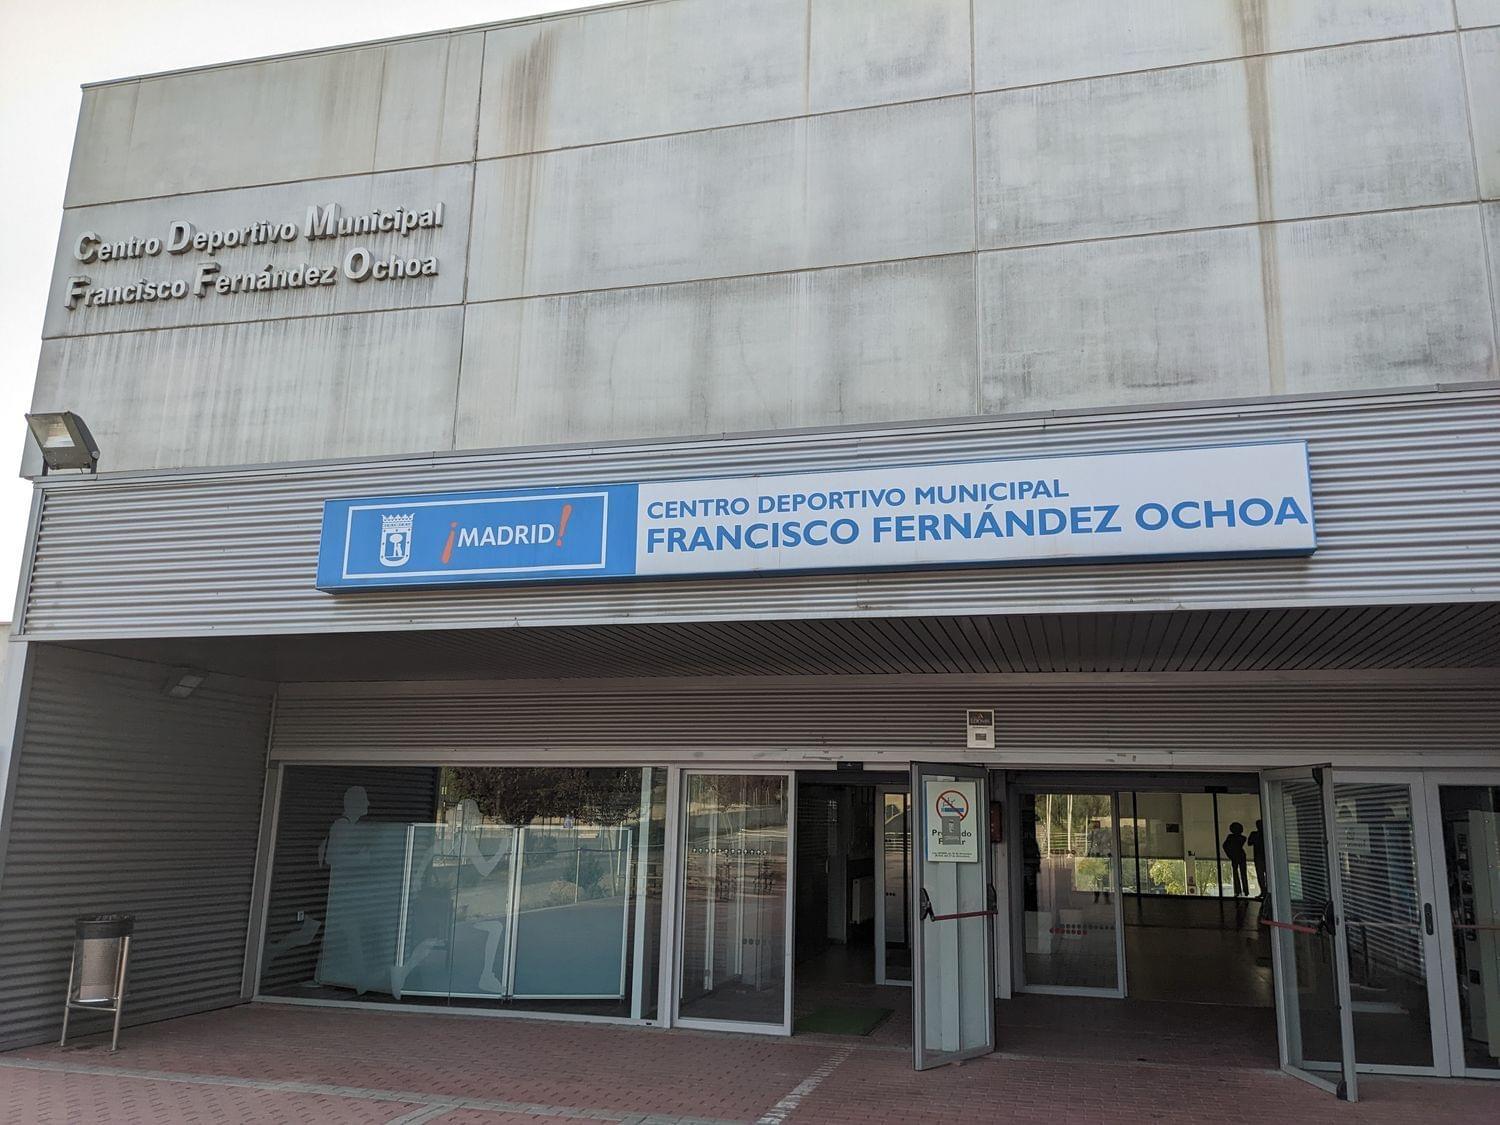 Centro Deportivo Municipal
Francisco Fernández Ochoa
¡MADRID!
CENTRO DEPORTIVO MUNICIPAL
FRANCISCO FERNÁNDEZ OCHOA